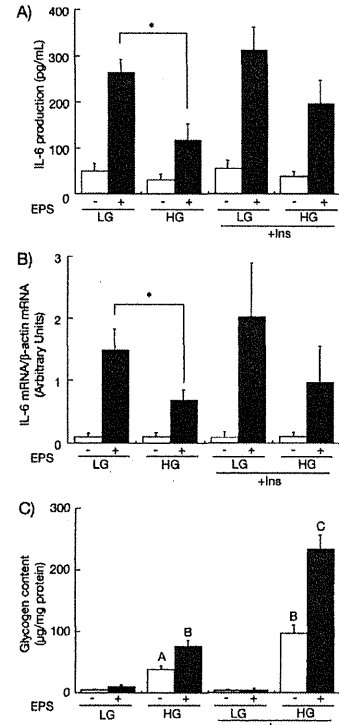 A)
IL-6 production (pg/mL)
400
300
200
100
0
*
EPS - + - + - + - +
LG HG LG HG
+Ins
B)
IL-6 mRNA/β-actin mRNA
(Arbitrary Units)
3
2
1
0
*
EPS - + - + - + - +
LG HG LG HG
+Ins
C)
Glycogen content
(µg/mg protein)
300
200
100
0
A B B C
EPS - + - + - + - +
LG HG LG HG